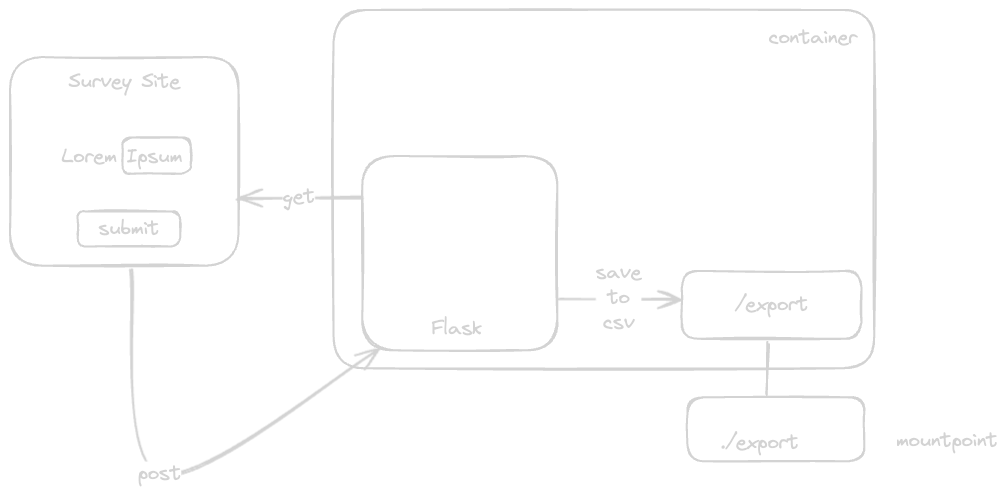 container
Survey Site
Lorem Ipsum
submit
get
Flask
save
to
csv
/export
./export
mountpoint
post